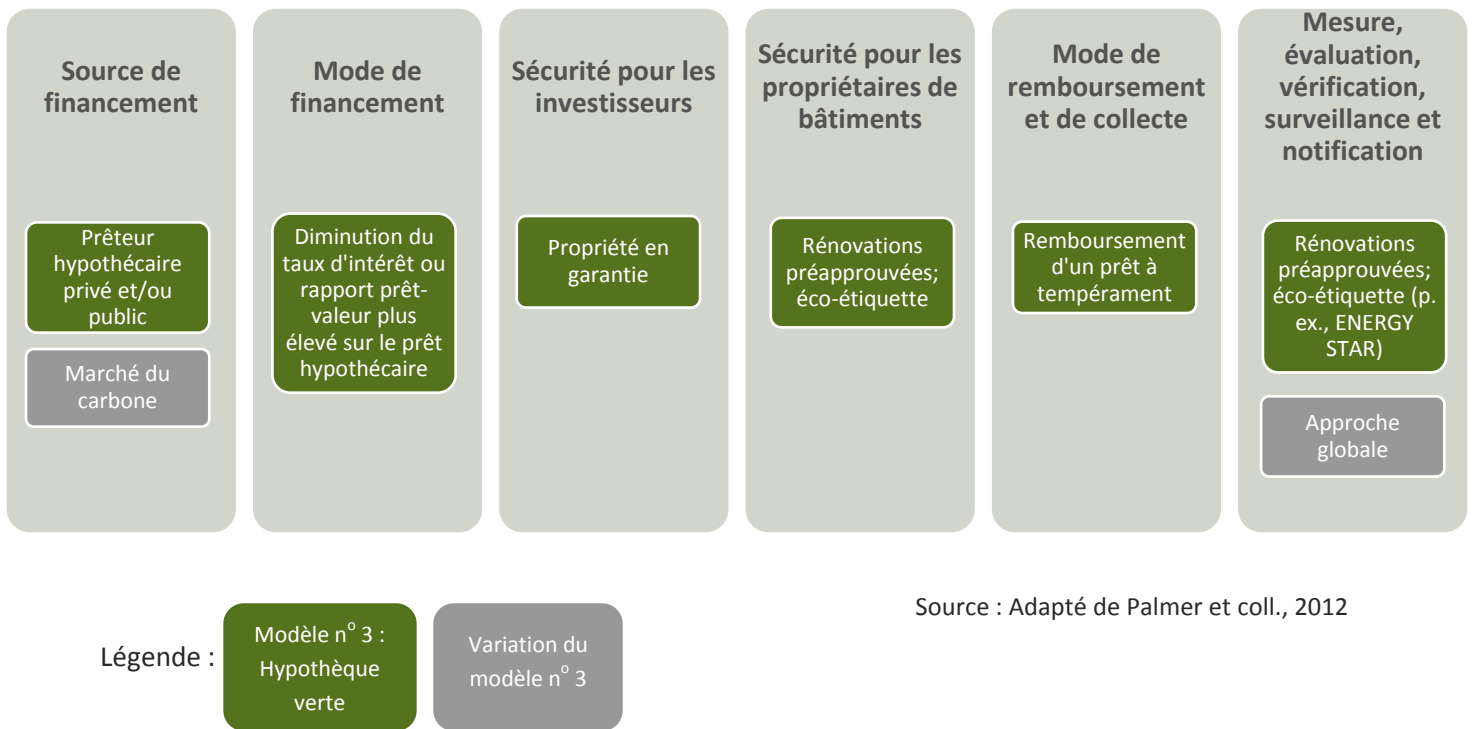 Source de
financement
Prêteur
hypothécaire
privé et/ou
public
Marché du
carbone
Mode de
financement
Diminution du
taux d'intérêt ou
rapport prêt-
valeur plus
élevé sur le prêt
hypothécaire
Sécurité pour les
investisseurs
Propriété en
garantie
Sécurité pour les
propriétaires de
bâtiments
Rénovations
préapprouvées;
éco-étiquette
Mode de
remboursement
et de collecte
Remboursement
d'un prêt à
tempérament
Mesure,
évaluation,
vérification,
surveillance et
notification
Rénovations
préapprouvées;
éco-étiquette (p.
ex., ENERGY
STAR)
Approche
globale
Source : Adapté de Palmer et coll., 2012
Légende :
Modèle nº 3 :
Hypothèque
verte
Variation du
modèle nº 3